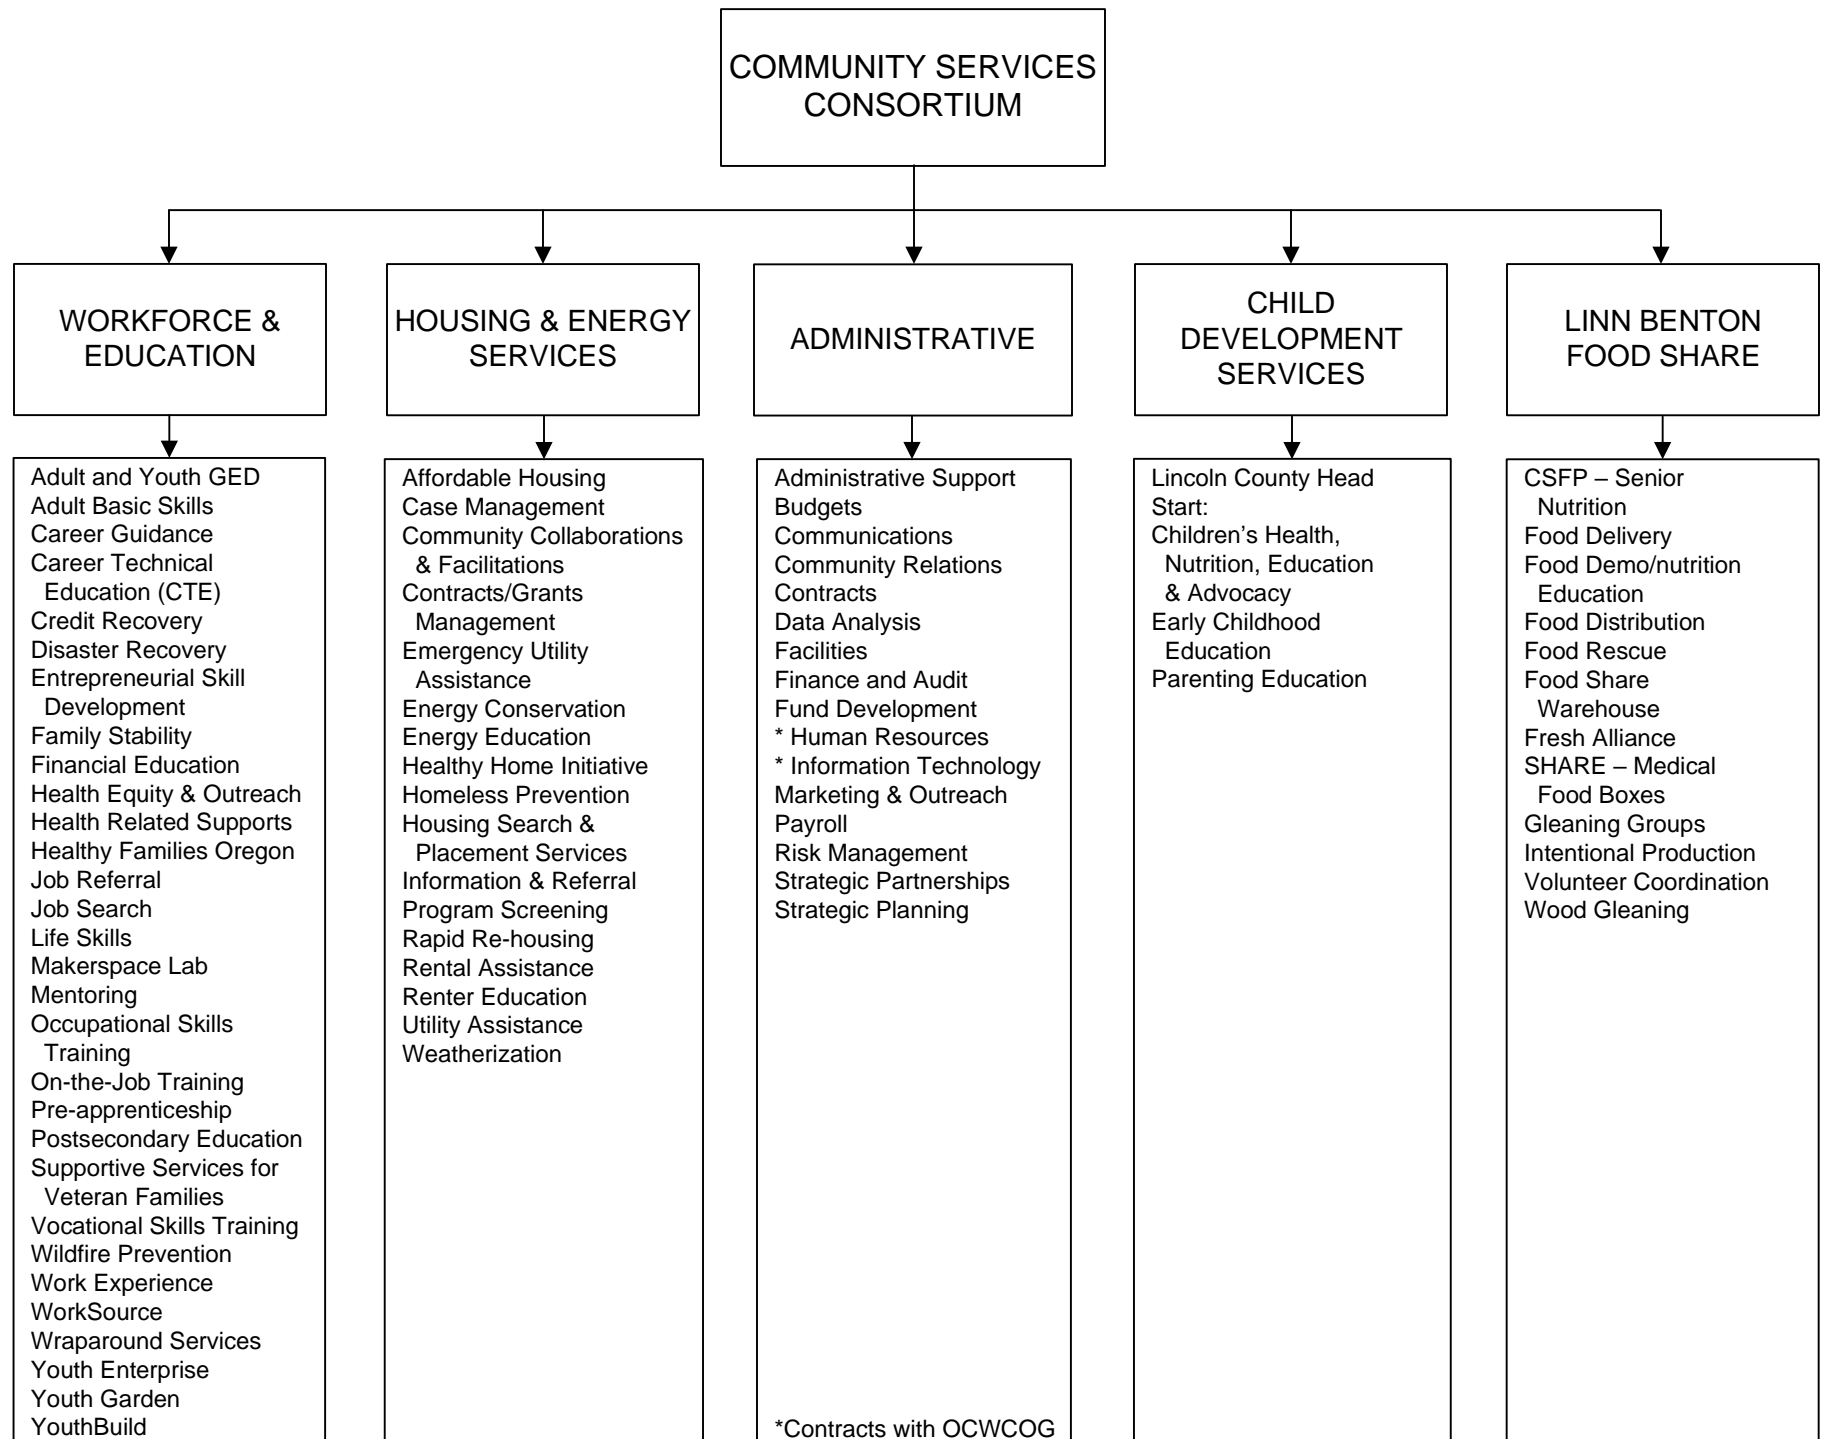 COMMUNITY SERVICES
CONSORTIUM
WORKFORCE &
EDUCATION
HOUSING & ENERGY
SERVICES
ADMINISTRATIVE
CHILD
DEVELOPMENT
SERVICES
LINN BENTON
FOOD SHARE
Adult and Youth GED
Adult Basic Skills
Career Guidance
Career Technical
Education (CTE)
Credit Recovery
Disaster Recovery
Entrepreneurial Skill
Development
Family Stability
Financial Education
Health Equity & Outreach
Health Related Supports
Healthy Families Oregon
Job Referral
Job Search
Life Skills
Makerspace Lab
Mentoring
Occupational Skills
Training
On-the-Job Training
Pre-apprenticeship
Postsecondary Education
Supportive Services for
Veteran Families
Vocational Skills Training
Wildfire Prevention
Work Experience
WorkSource
Wraparound Services
Youth Enterprise
Youth Garden
YouthBuild
Affordable Housing
Case Management
Community Collaborations
& Facilitations
Contracts/Grants
Management
Emergency Utility
Assistance
Energy Conservation
Energy Education
Healthy Home Initiative
Homeless Prevention
Housing Search &
Placement Services
Information & Referral
Program Screening
Rapid Re-housing
Rental Assistance
Renter Education
Utility Assistance
Weatherization
Administrative Support
Budgets
Communications
Community Relations
Contracts
Data Analysis
Facilities
Finance and Audit
Fund Development
* Human Resources
* Information Technology
Marketing & Outreach
Payroll
Risk Management
Strategic Partnerships
Strategic Planning
*Contracts with OCWCOG
Lincoln County Head
Start:
Children’s Health,
Nutrition, Education
& Advocacy
Early Childhood
Education
Parenting Education
CSFP – Senior
Nutrition
Food Delivery
Food Demo/nutrition
Education
Food Distribution
Food Rescue
Food Share
Warehouse
Fresh Alliance
SHARE – Medical
Food Boxes
Gleaning Groups
Intentional Production
Volunteer Coordination
Wood Gleaning